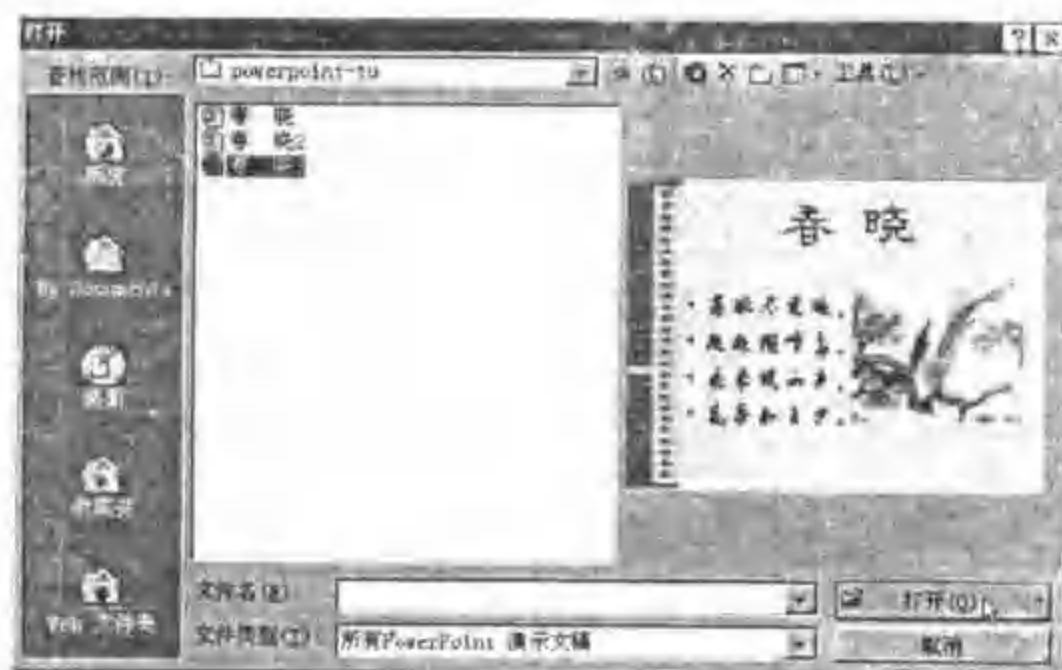 打开
查找范围(I): powerpoint-tu 工具(L)
春 晓
春 晓2
历史
My Documents
桌面
收藏夹
Web 文件夹
春 晓
• 春眠不觉晓，
• 处处闻啼鸟。
• 夜来风雨声，
• 花落知多少。
文件名(N):
打开(O)
文件类型(T): 所有PowerPoint 演示文稿
取消